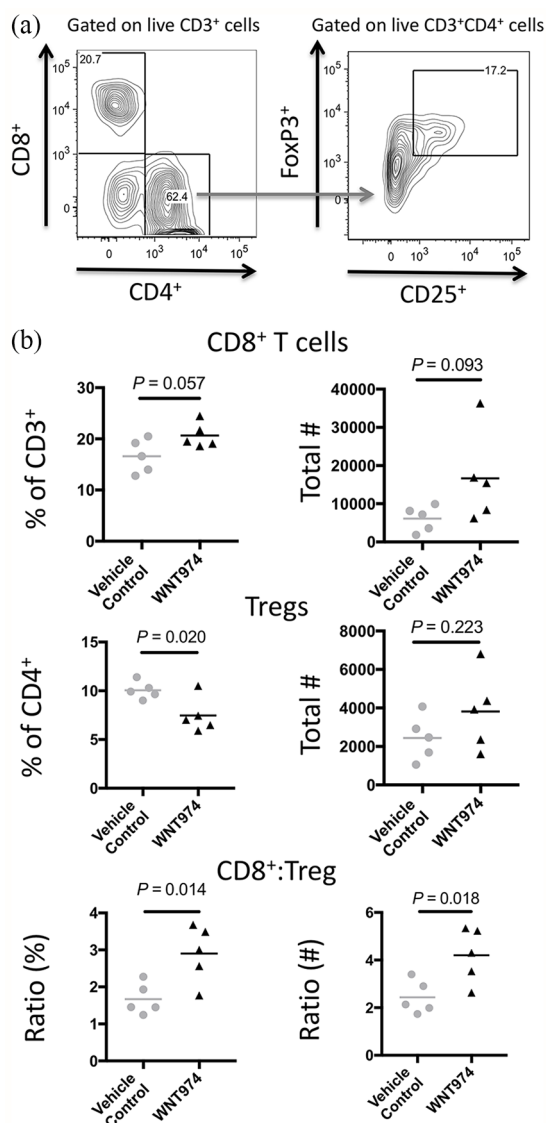 (a)
Gated on live CD3⁺ cells
Gated on live CD3⁺CD4⁺ cells
CD8⁺
10⁵
10⁴
10³
0
20.7
62.4
0 10³ 10⁴ 10⁵
CD4⁺
FoxP3⁺
10⁵
10⁴
10³
0
17.2
0 10³ 10⁴ 10⁵
CD25⁺
(b)
CD8⁺ T cells
% of CD3⁺
30
20
10
0
P = 0.057
Vehicle
Control
WNT974
Total #
40000
30000
20000
10000
0
P = 0.093
Vehicle
Control
WNT974
Tregs
% of CD4⁺
15
10
5
0
P = 0.020
Vehicle
Control
WNT974
Total #
8000
6000
4000
2000
0
P = 0.223
Vehicle
Control
WNT974
CD8⁺:Treg
Ratio (%)
4
3
2
1
0
P = 0.014
Vehicle
Control
WNT974
Ratio (#)
6
4
2
0
P = 0.018
Vehicle
Control
WNT974